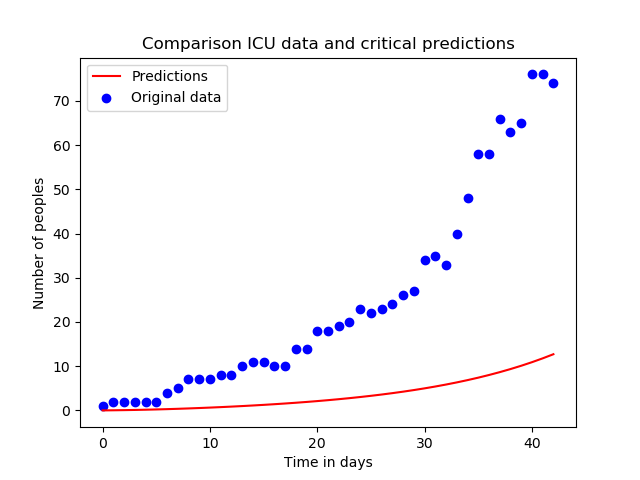 Comparison ICU data and critical predictions
Predictions
Original data
Number of peoples
70
60
50
40
30
20
10
0
0 10 20 30 40
Time in days